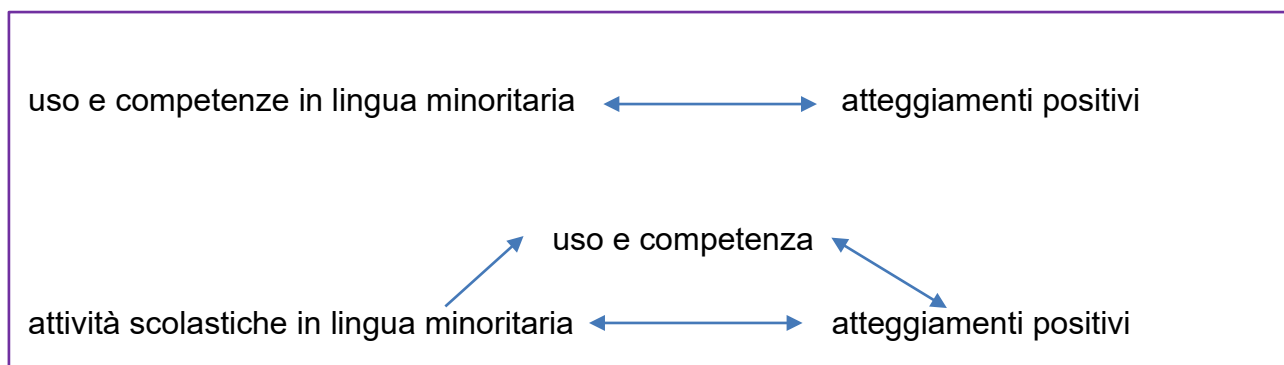 uso e competenze in lingua minoritaria atteggiamenti positivi
uso e competenza
attività scolastiche in lingua minoritaria atteggiamenti positivi